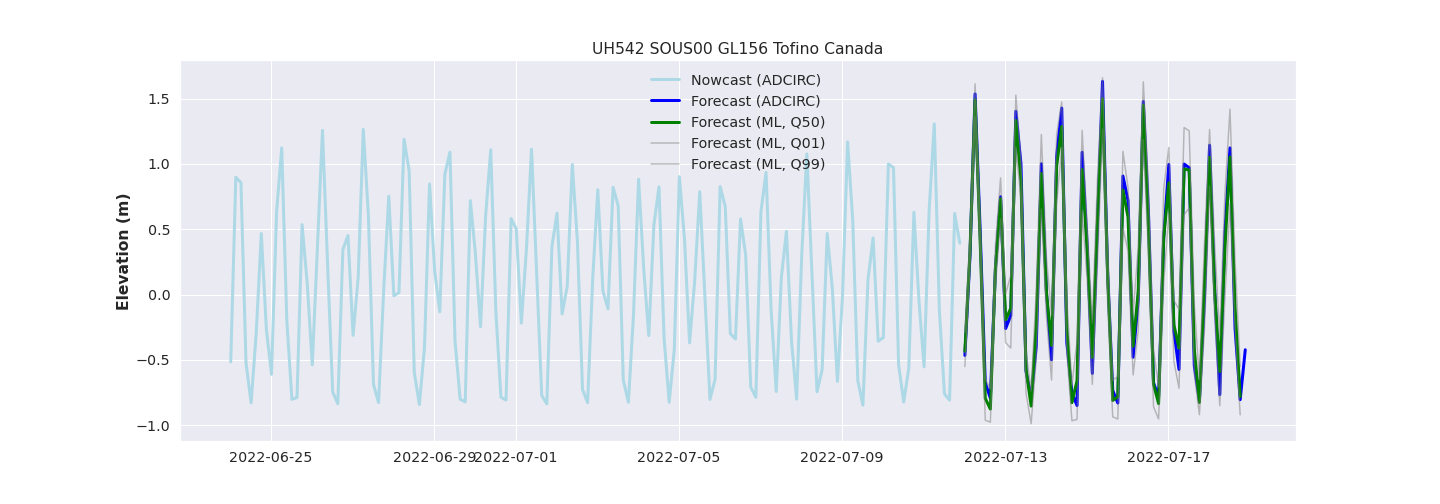 UH542 SOUS00 GL156 Tofino Canada
Nowcast (ADCIRC)
Forecast (ADCIRC)
Forecast (ML, Q50)
Forecast (ML, Q01)
Forecast (ML, Q99)
Elevation (m)
1.5
1.0
0.5
0.0
−0.5
−1.0
2022-06-25 2022-06-29 2022-07-01 2022-07-05 2022-07-09 2022-07-13 2022-07-17